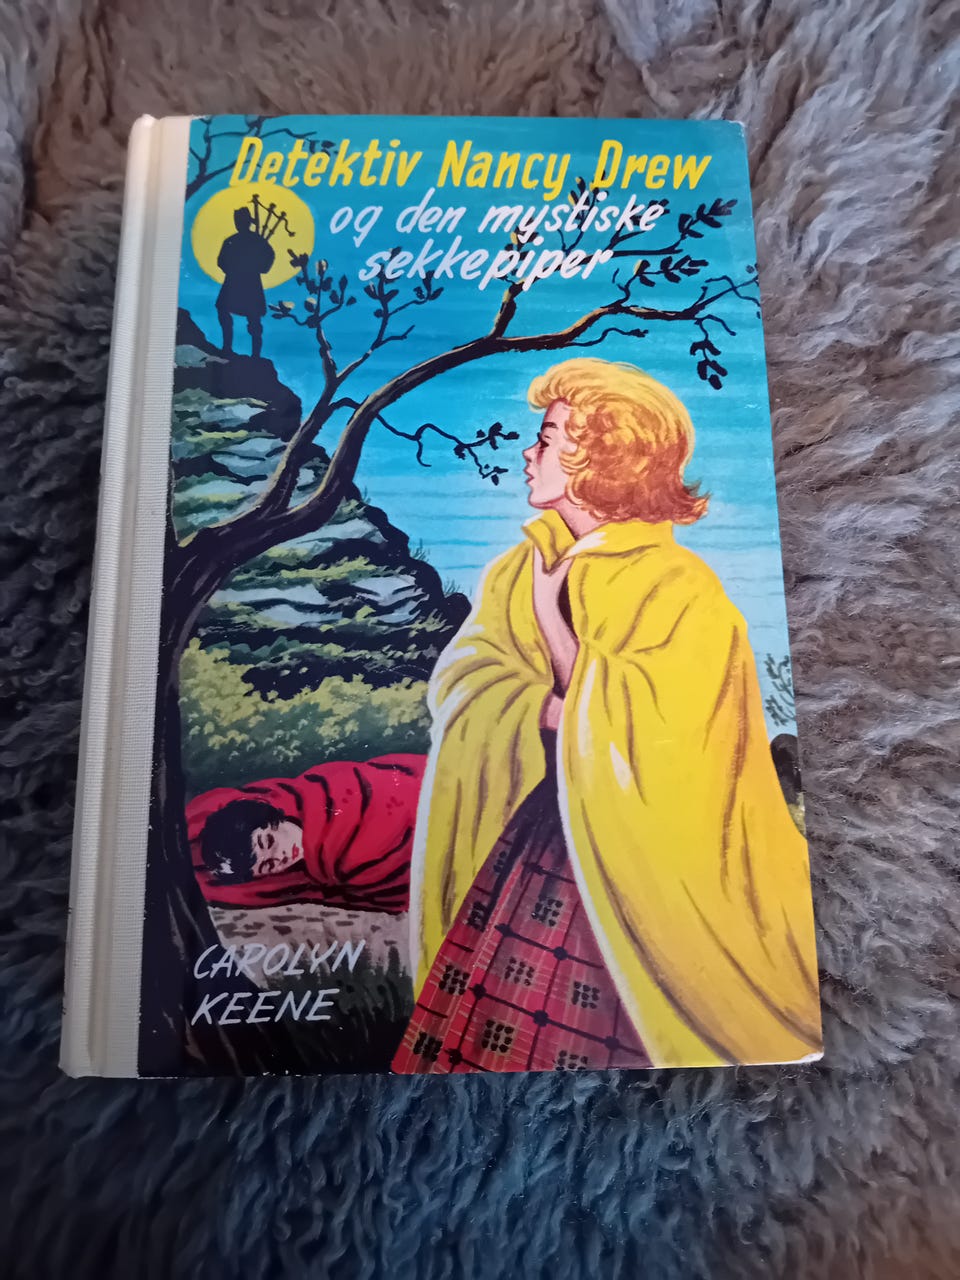 Detektiv Nancy Drew
og den mystiske
sekkepiper
CAROLYN
KEENE